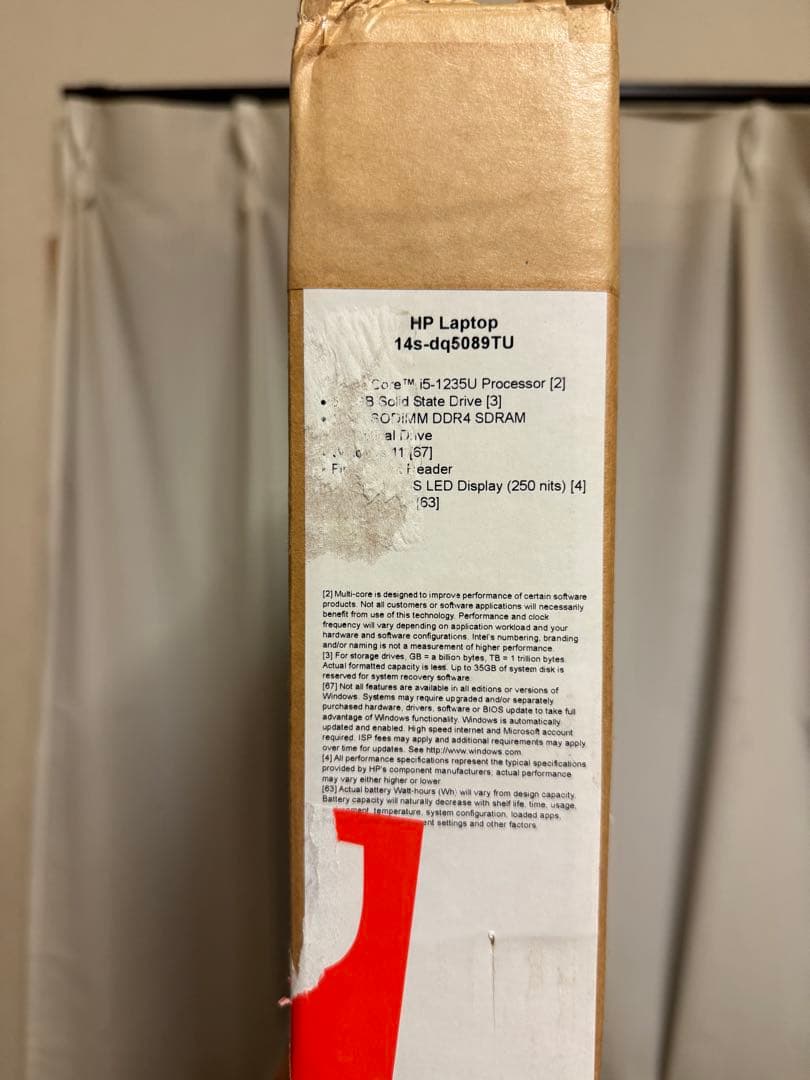 HP Laptop
14s-dq5089TU
Core™ i5-1235U Processor [2]
• B Solid State Drive [3]
• SODIMM DDR4 SDRAM
al Drive
11 [67]
• Reader
S LED Display (250 nits) [4]
[63]
[2] Multi-core is designed to improve performance of certain software
products. Not all customers or software applications will necessarily
benefit from use of this technology. Performance and clock
frequency will vary depending on application workload and your
hardware and software configurations. Intel's numbering, branding
and/or naming is not a measurement of higher performance.
[3] For storage drives, GB = a billion bytes, TB = 1 trillion bytes.
Actual formatted capacity is less. Up to 35GB of system disk is
reserved for system recovery software.
[67] Not all features are available in all editions or versions of
Windows. Systems may require upgraded and/or separately
purchased hardware, drivers, software or BIOS update to take full
advantage of Windows functionality. Windows is automatically
updated and enabled. High speed internet and Microsoft account
required. ISP fees may apply and additional requirements may apply
over time for updates. See http://www.windows.com.
[4] All performance specifications represent the typical specifications
provided by HP's component manufacturers; actual performance
may vary either higher or lower.
[63] Actual battery Watt-hours (Wh) will vary from design capacity.
Battery capacity will naturally decrease with shelf life, time, usage,
temperature, system configuration, loaded apps,
settings and other factors.